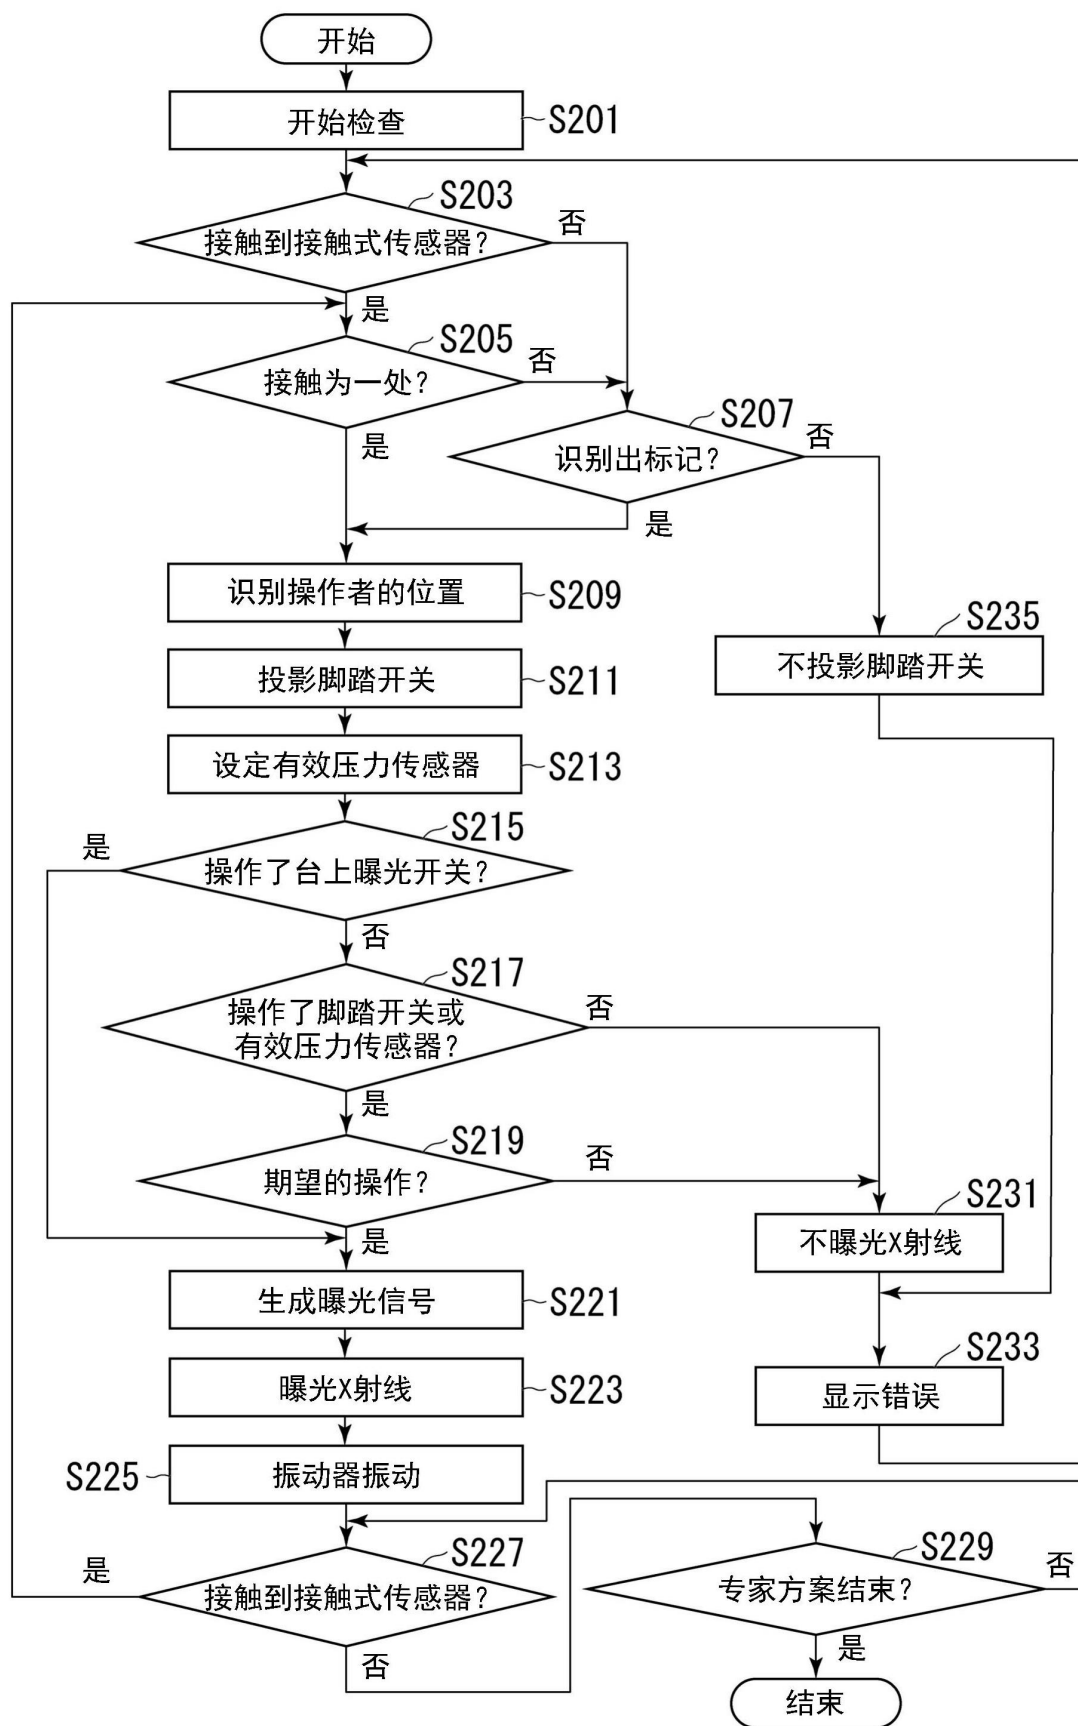 开始
开始检查
S201
S203
接触到接触式传感器?
否
是
S205
接触为一处?
否
是
S207
识别出标记?
否
是
识别操作者的位置
S209
投影脚踏开关
S211
设定有效压力传感器
S213
S235
不投影脚踏开关
S215
操作了台上曝光开关?
是
否
S217
操作了脚踏开关或
有效压力传感器?
否
是
S219
期望的操作?
否
是
S231
不曝光X射线
生成曝光信号
S221
曝光X射线
S223
S233
显示错误
S225
振动器振动
S227
接触到接触式传感器?
是
否
S229
专家方案结束?
否
是
结束